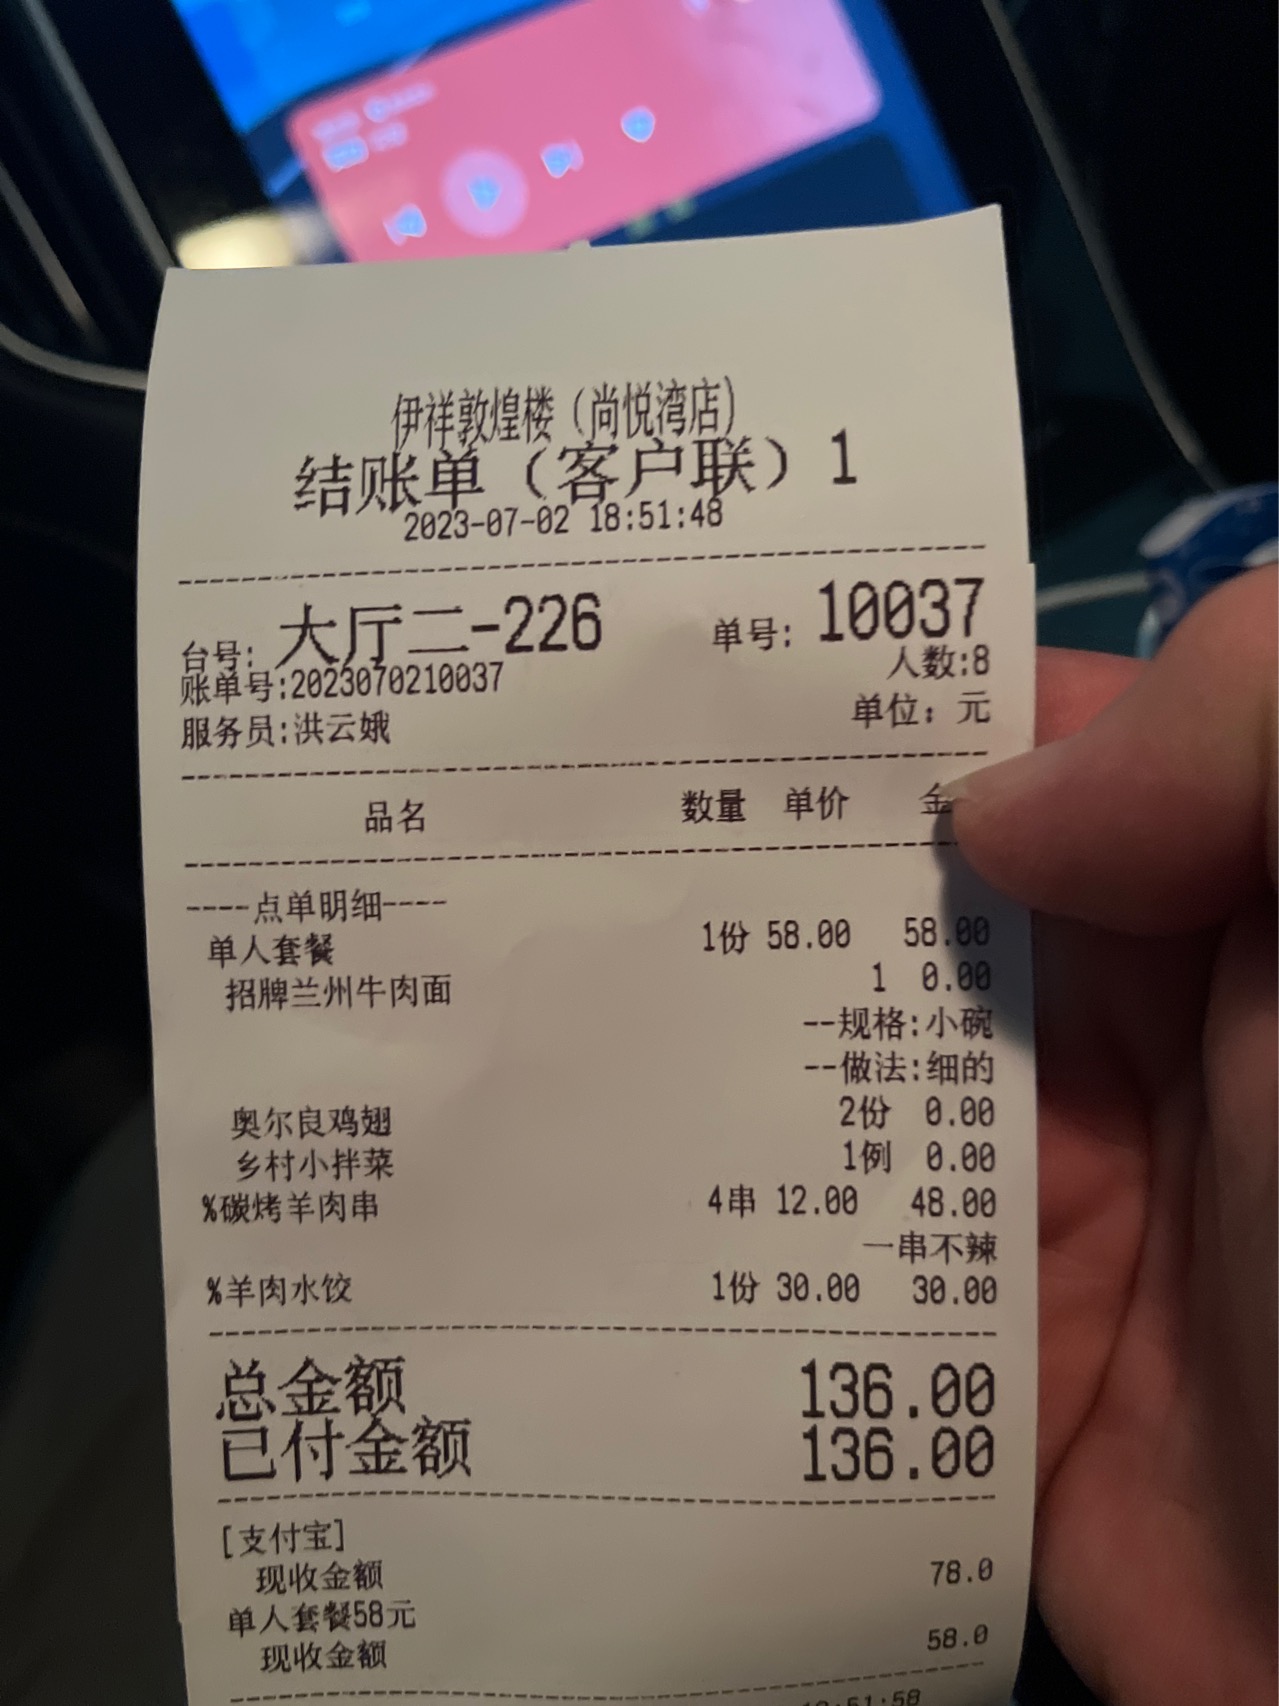 伊祥敦煌楼（尚悦湾店）
结账单（客户联）1
2023-07-02 18:51:48
台号: 大厅二-226 单号: 10037
账单号:2023070210037 人数:8
服务员:洪云娥 单位: 元
品名 数量 单价 金
----点单明细----
单人套餐 1份 58.00 58.00
招牌兰州牛肉面 1 0.00
--规格:小碗
--做法:细的
奥尔良鸡翅 2份 0.00
乡村小拌菜 1例 0.00
%碳烤羊肉串 4串 12.00 48.00
一串不辣
%羊肉水饺 1份 30.00 30.00
总金额 136.00
已付金额 136.00
[支付宝]
现收金额 78.0
单人套餐58元
现收金额 58.0